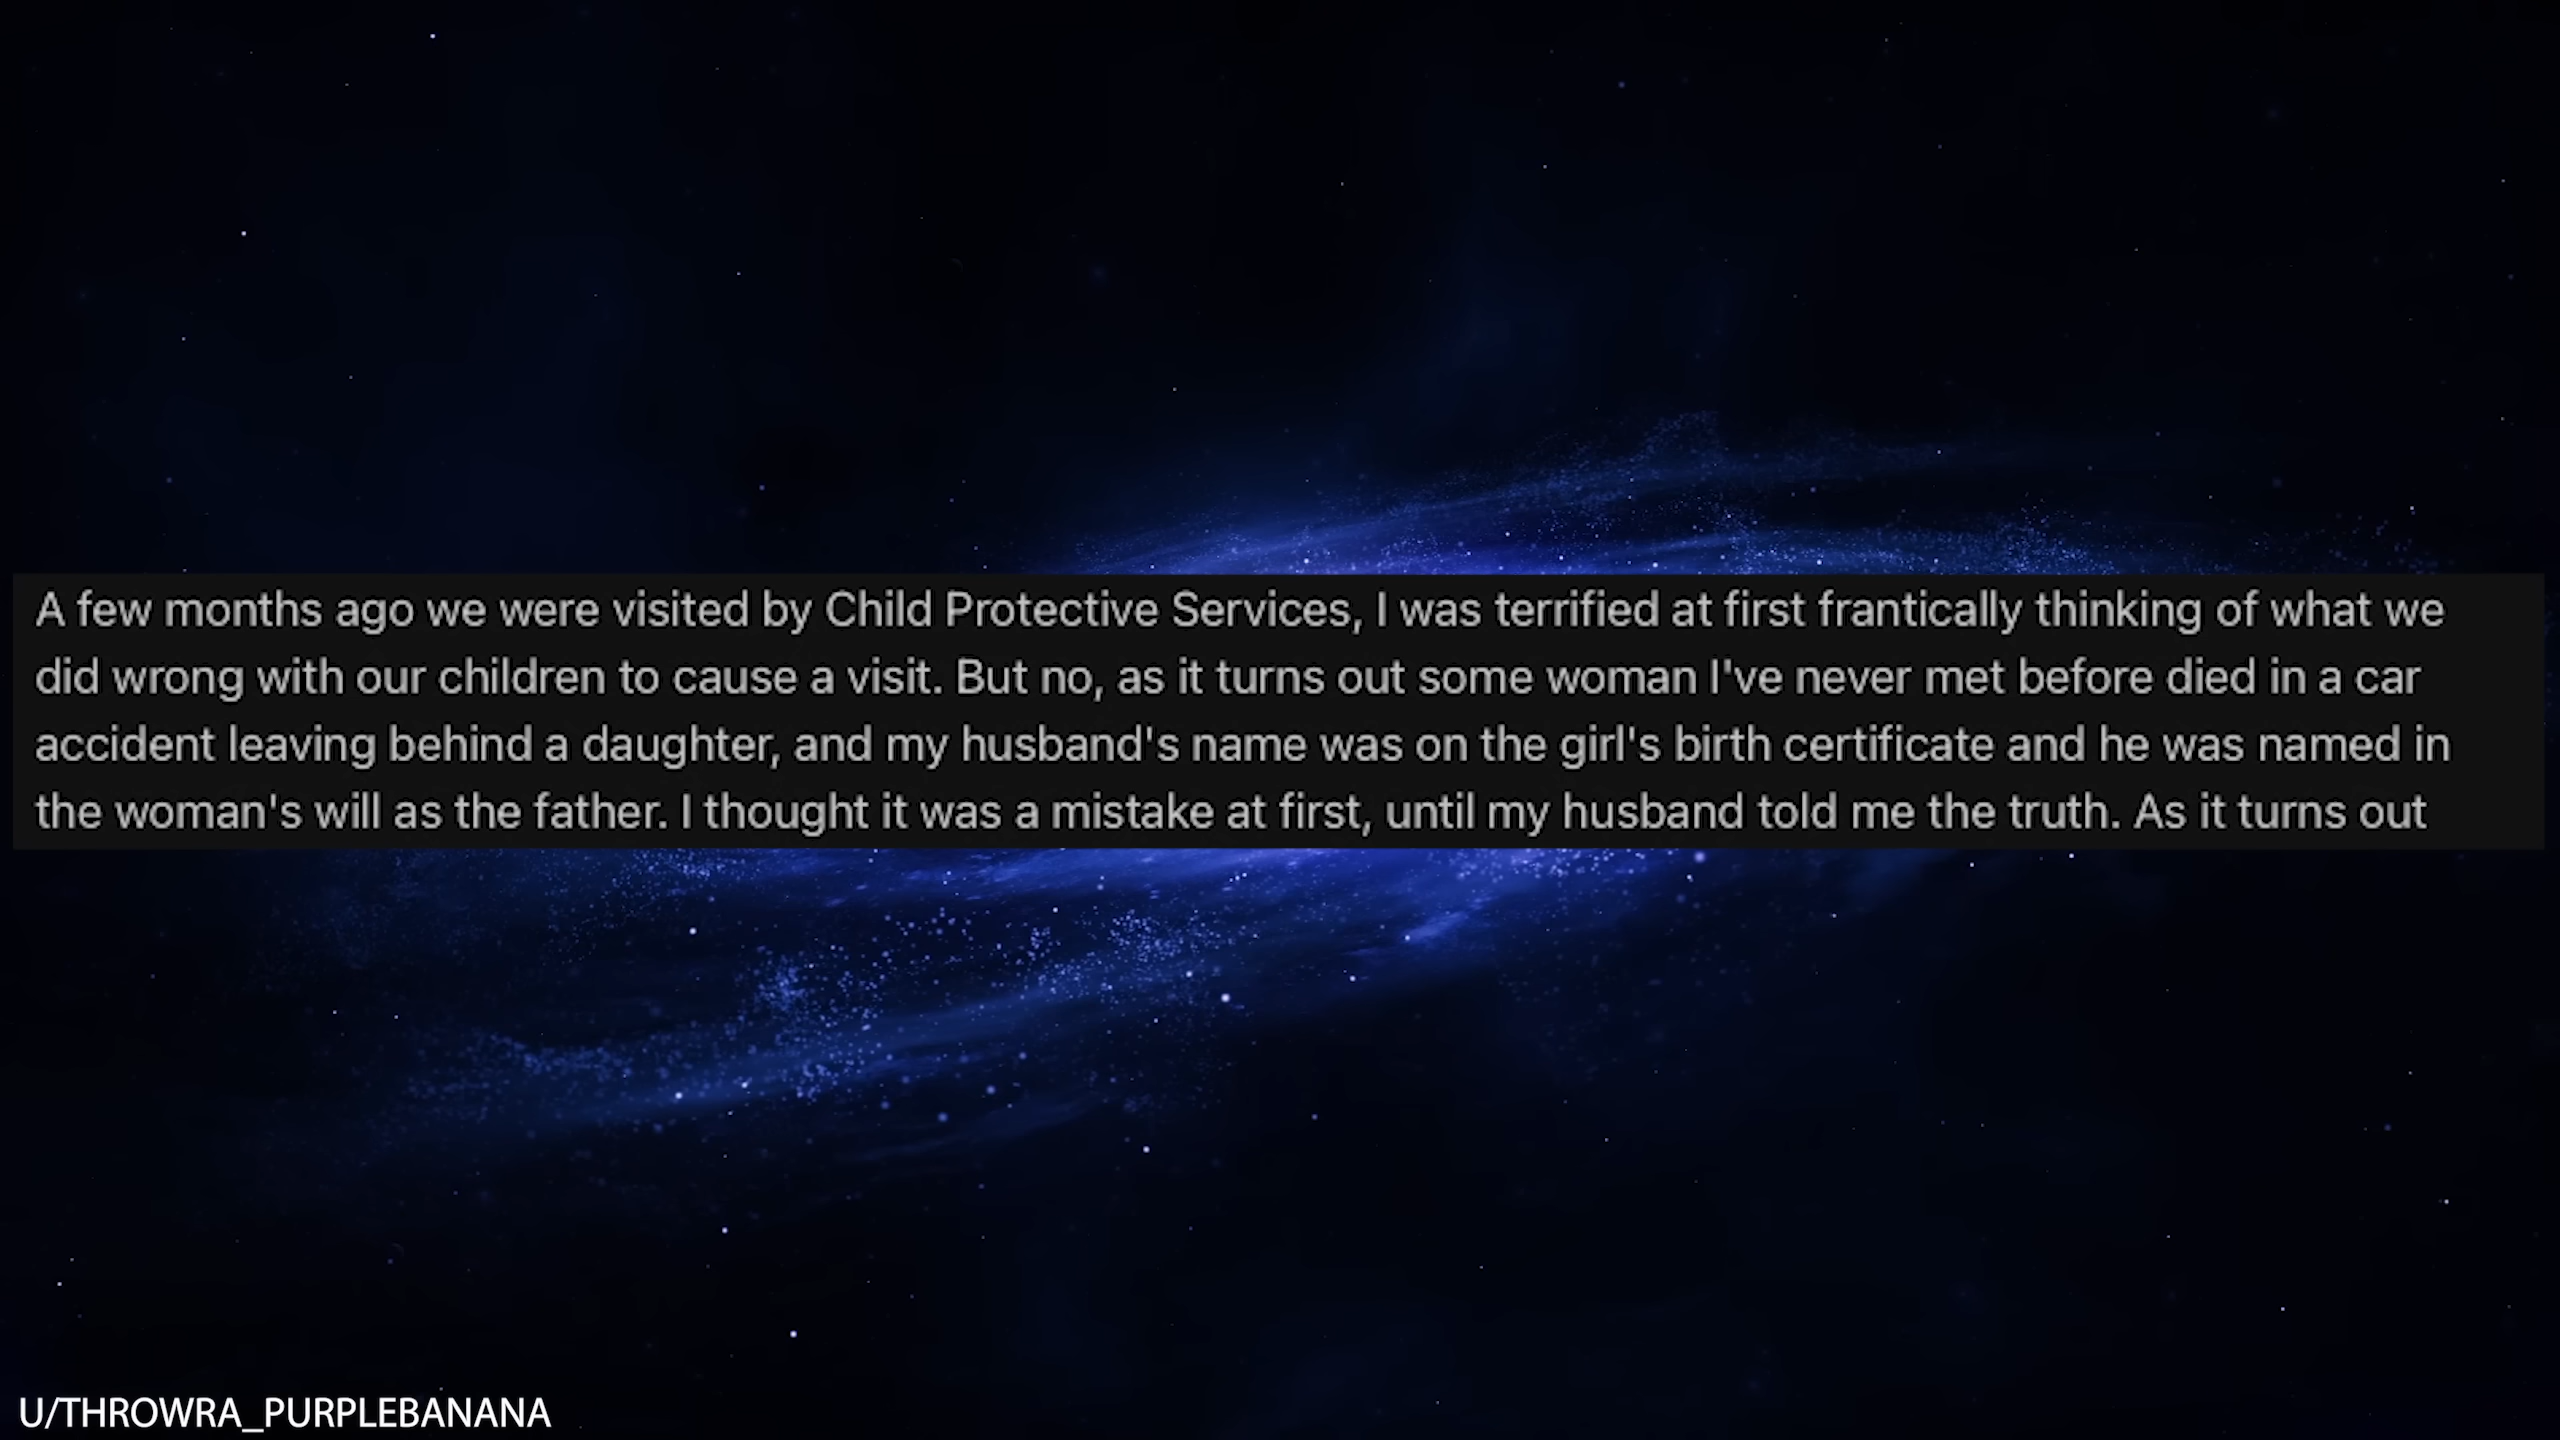 A few months ago we were visited by Child Protective Services, I was terrified at first frantically thinking of what we
did wrong with our children to cause a visit. But no, as it turns out some woman I've never met before died in a car
accident leaving behind a daughter, and my husband's name was on the girl's birth certificate and he was named in
the woman's will as the father. I thought it was a mistake at first, until my husband told me the truth. As it turns out
U/THROWRA_PURPLEBANANA